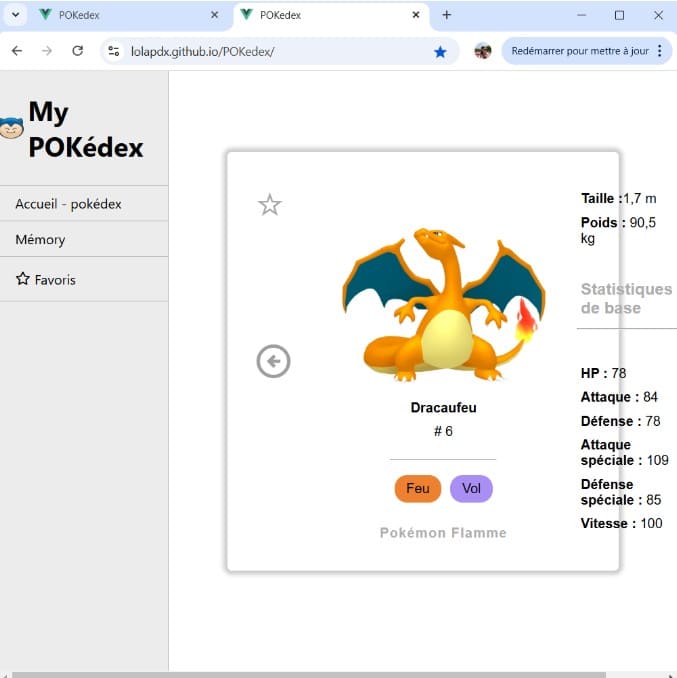 POKedex
POKedex
lolapdx.github.io/POKedex/
Redémarrer pour mettre à jour
My
POKédex
Accueil - pokédex
Mémory
Favoris
Dracaufeu
# 6
Feu
Vol
Pokémon Flamme
Taille :1,7 m
Poids : 90,5
kg
Statistiques
de base
HP : 78
Attaque : 84
Défense : 78
Attaque
spéciale : 109
Défense
spéciale : 85
Vitesse : 100